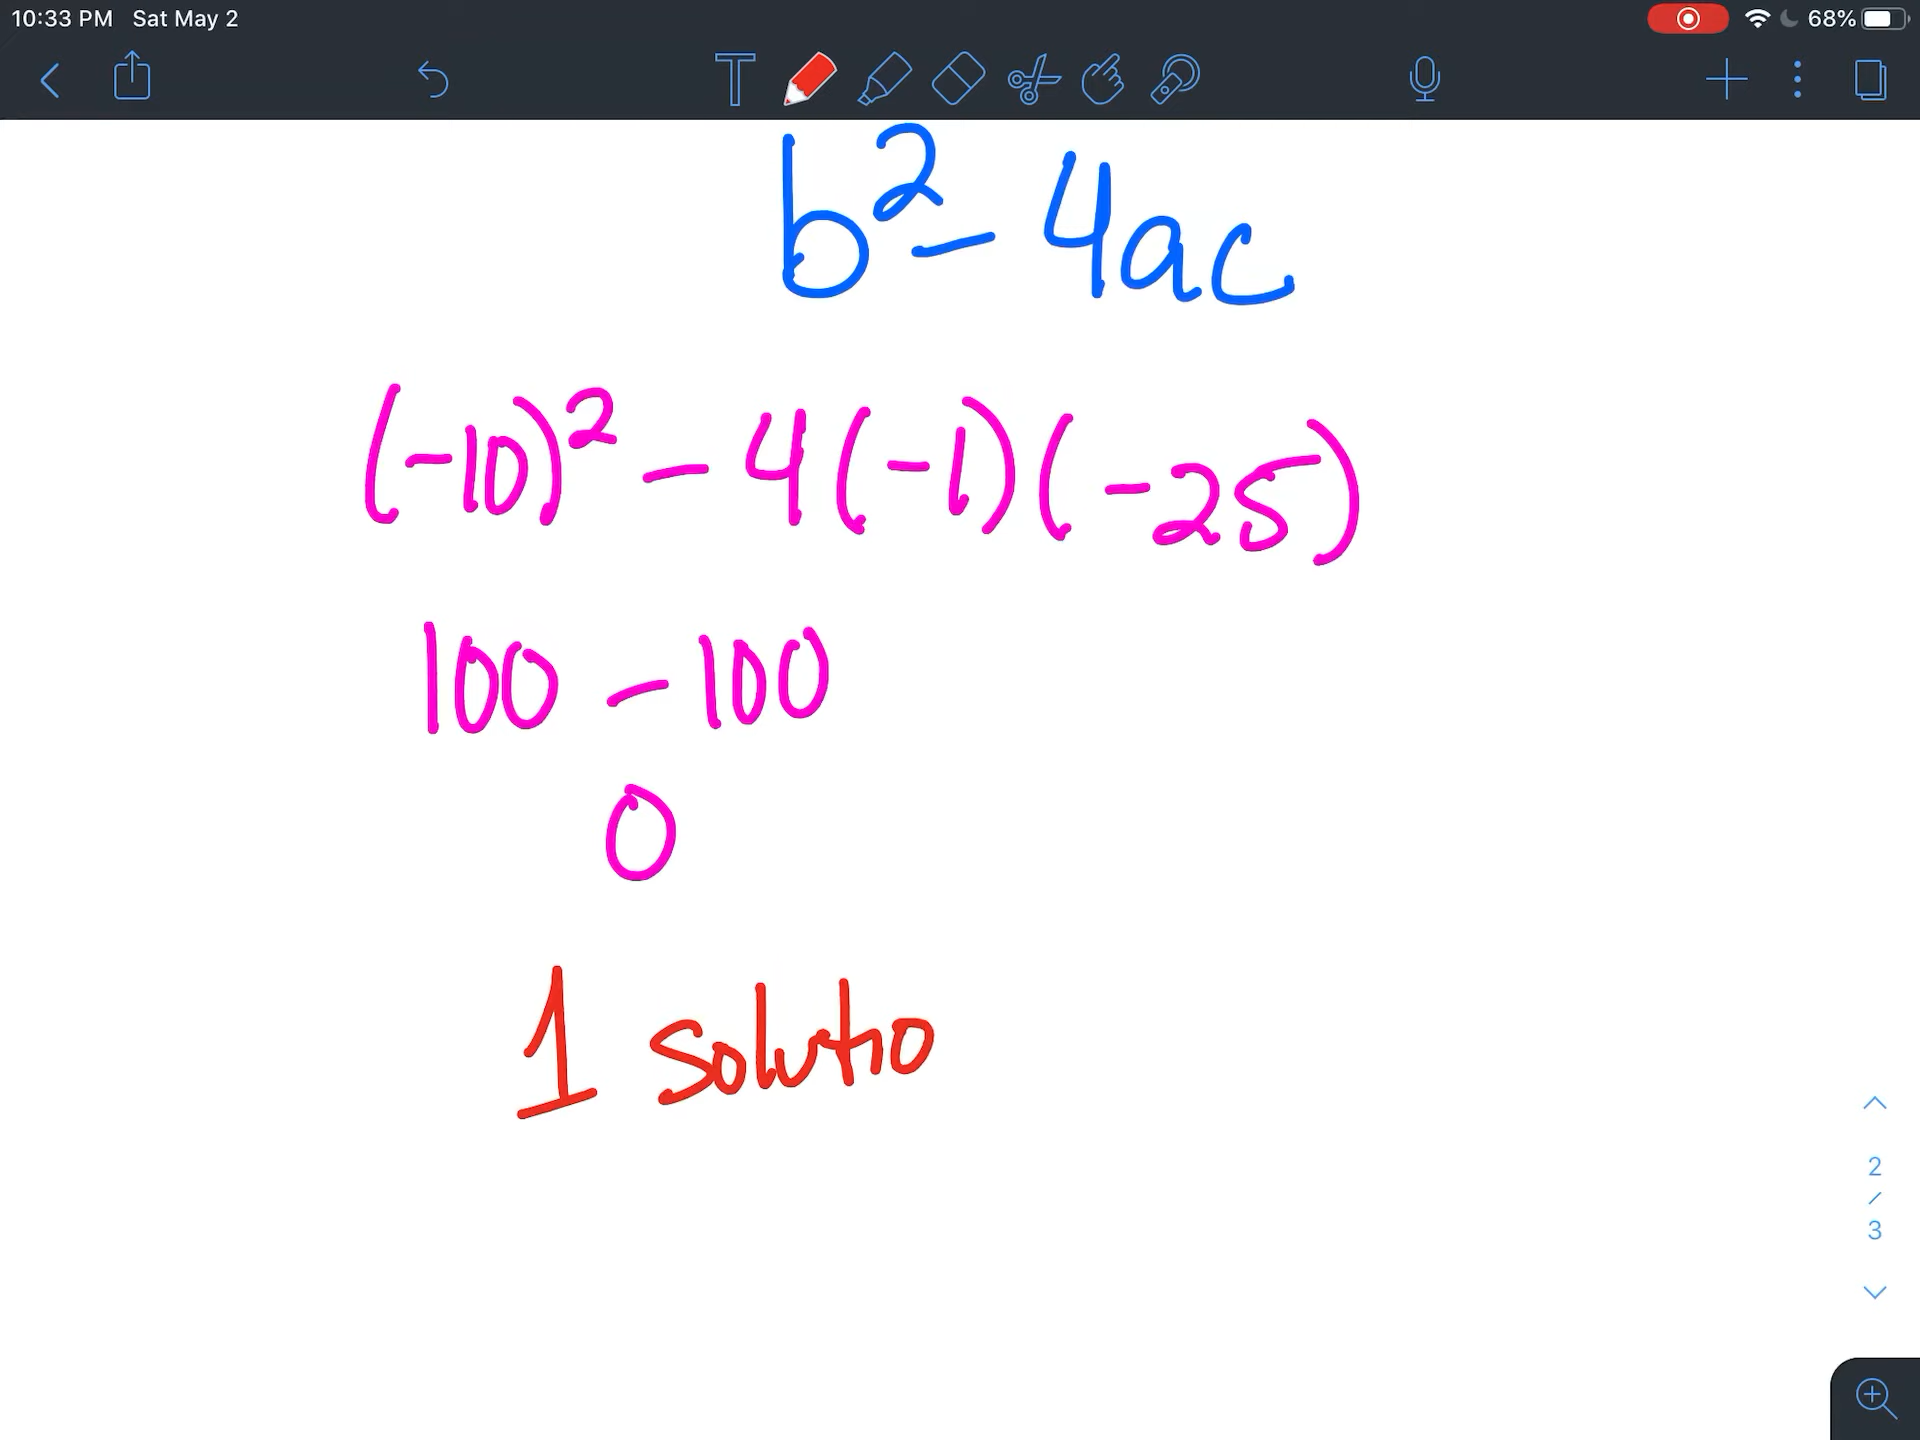 10:33 PM Sat May 2
68%
T
b² - 4ac
(-10)² - 4(-1)(-25)
100 - 100
0
1 solutio
2
/
3